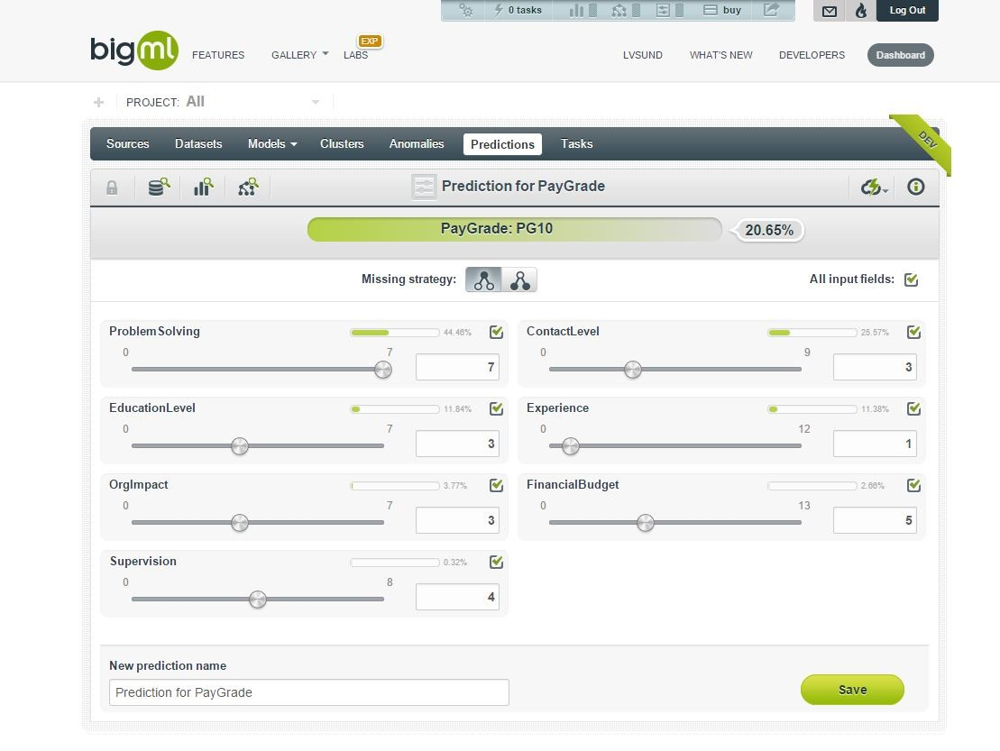 0 tasks buy Log Out
bigml FEATURES GALLERY LABS EXP LVSUND WHAT'S NEW DEVELOPERS Dashboard
PROJECT: All
Sources Datasets Models Clusters Anomalies Predictions Tasks DEV
Prediction for PayGrade
PayGrade: PG10 20.65%
Missing strategy: All input fields:
ProblemSolving 44.46%
0 7
7
ContactLevel 25.57%
0 9
3
EducationLevel 11.84%
0 7
3
Experience 11.38%
0 12
1
OrgImpact 3.77%
0 7
3
FinancialBudget 2.66%
0 13
5
Supervision 0.32%
0 8
4
New prediction name
Prediction for PayGrade
Save